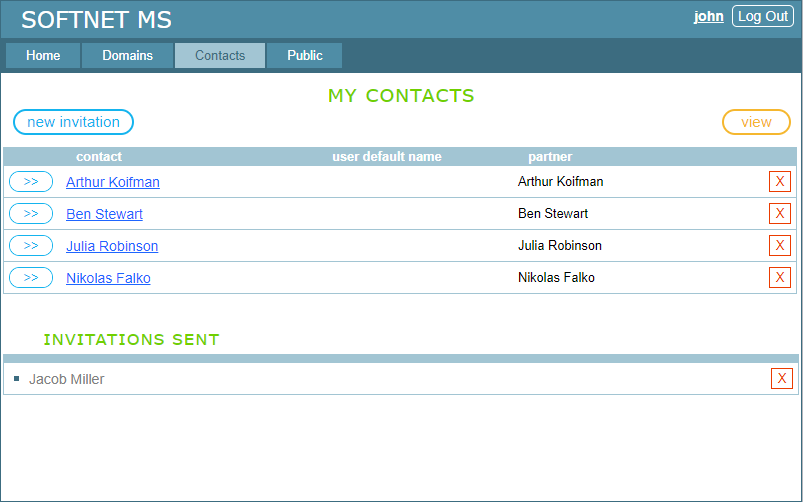 SOFTNET MS
john Log Out
Home Domains Contacts Public
MY CONTACTS
new invitation view
contact user default name partner
>> Arthur Koifman Arthur Koifman X
>> Ben Stewart Ben Stewart X
>> Julia Robinson Julia Robinson X
>> Nikolas Falko Nikolas Falko X
INVITATIONS SENT
Jacob Miller X